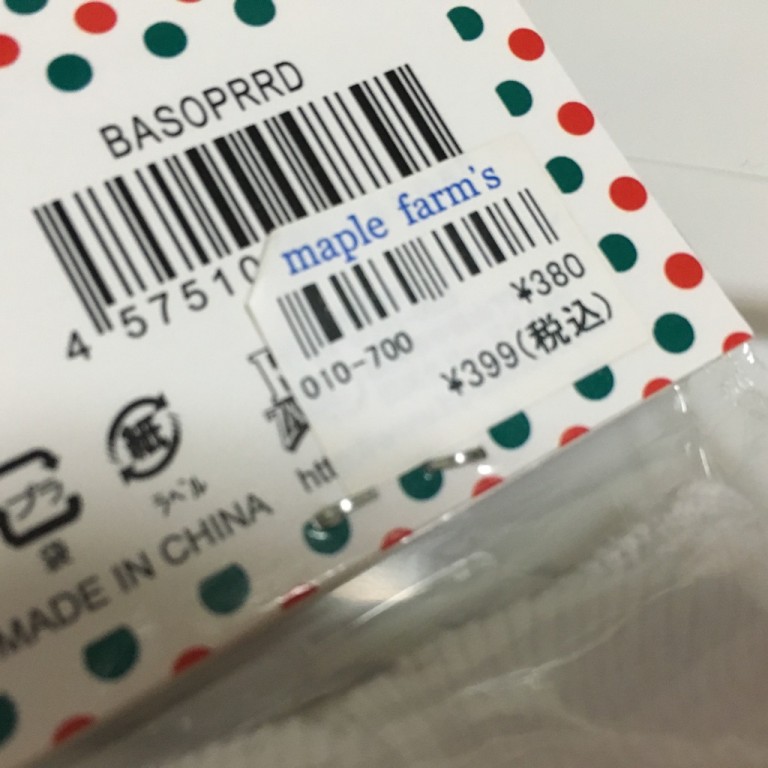 BASOPRRD
4 57510
maple farm's
010-700
¥380
¥399(税込)
htt
紙
ラベル
プラ
袋
MADE IN CHINA